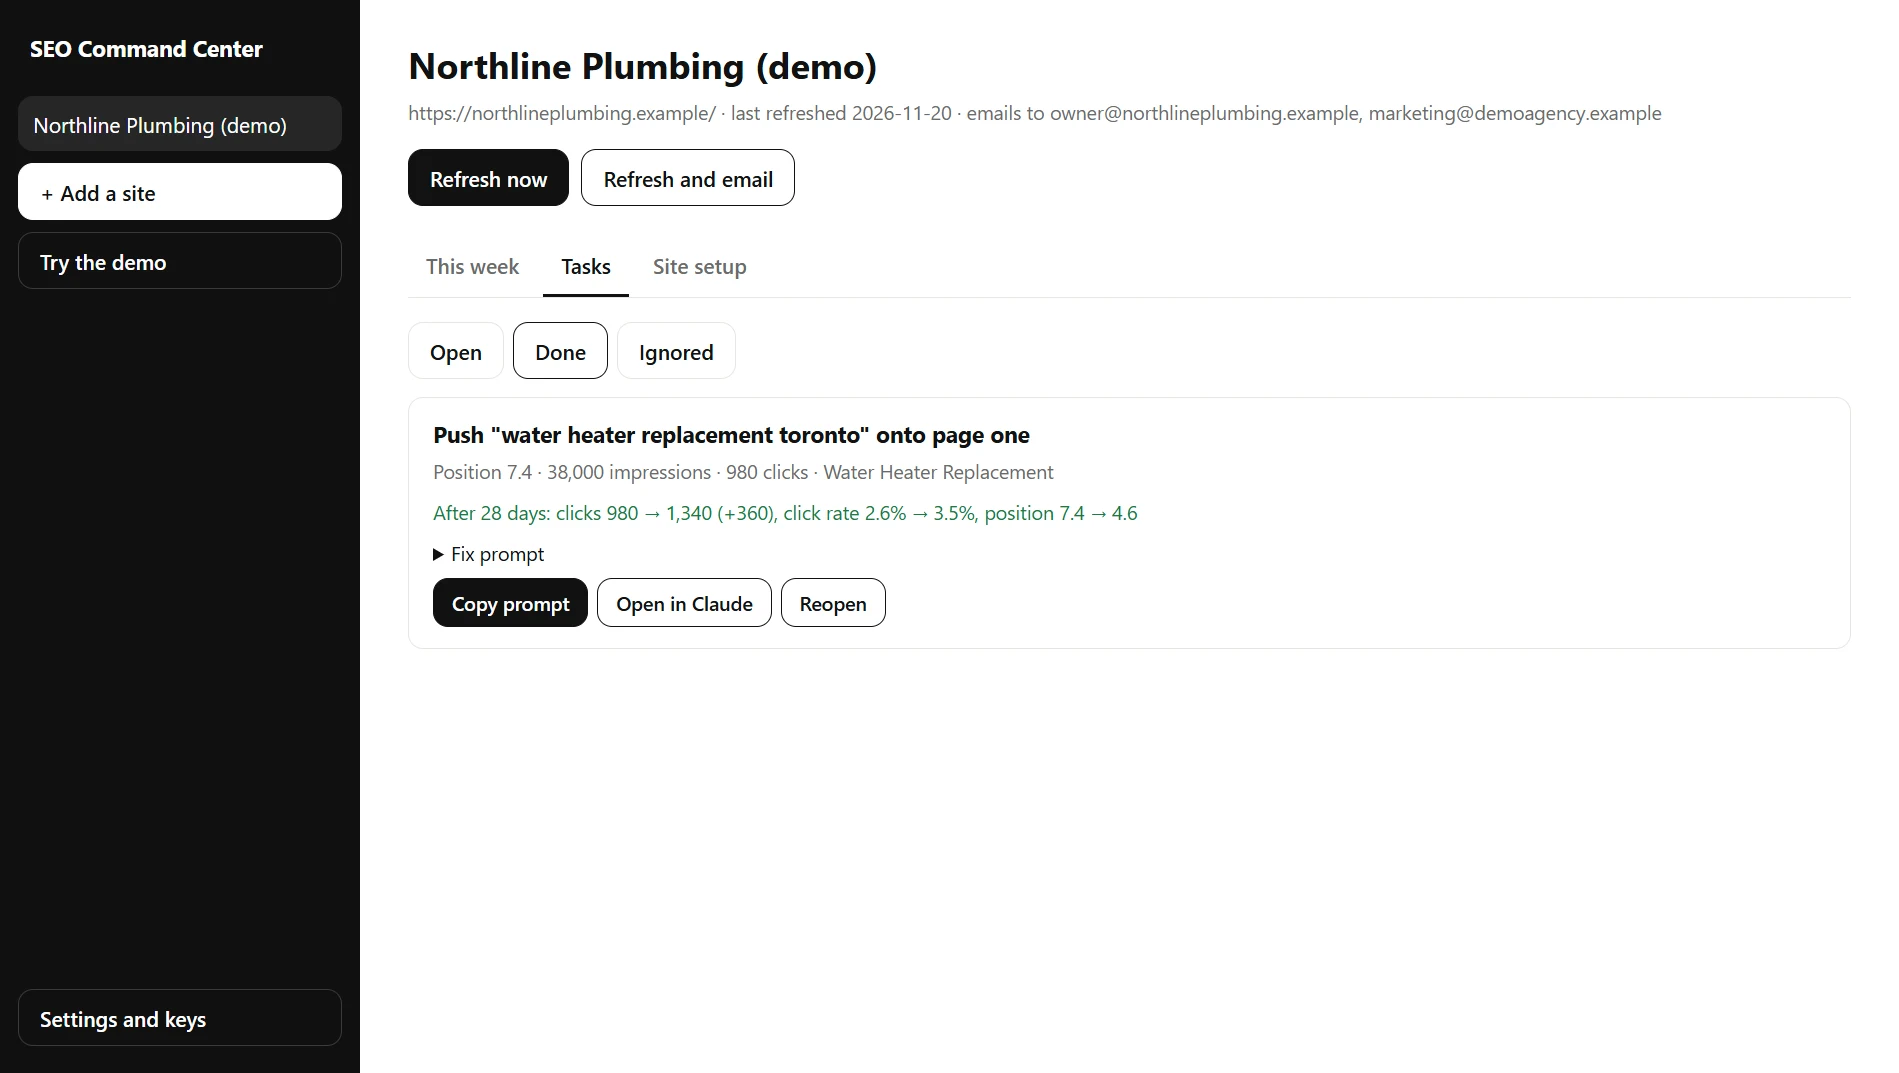 SEO Command Center
Northline Plumbing (demo)
+ Add a site
Try the demo
Settings and keys
Northline Plumbing (demo)
https://northlineplumbing.example/ · last refreshed 2026-11-20 · emails to owner@northlineplumbing.example, marketing@demoagency.example
Refresh now
Refresh and email
This week
Tasks
Site setup
Open
Done
Ignored
Push "water heater replacement toronto" onto page one
Position 7.4 · 38,000 impressions · 980 clicks · Water Heater Replacement
After 28 days: clicks 980 → 1,340 (+360), click rate 2.6% → 3.5%, position 7.4 → 4.6
▶ Fix prompt
Copy prompt
Open in Claude
Reopen